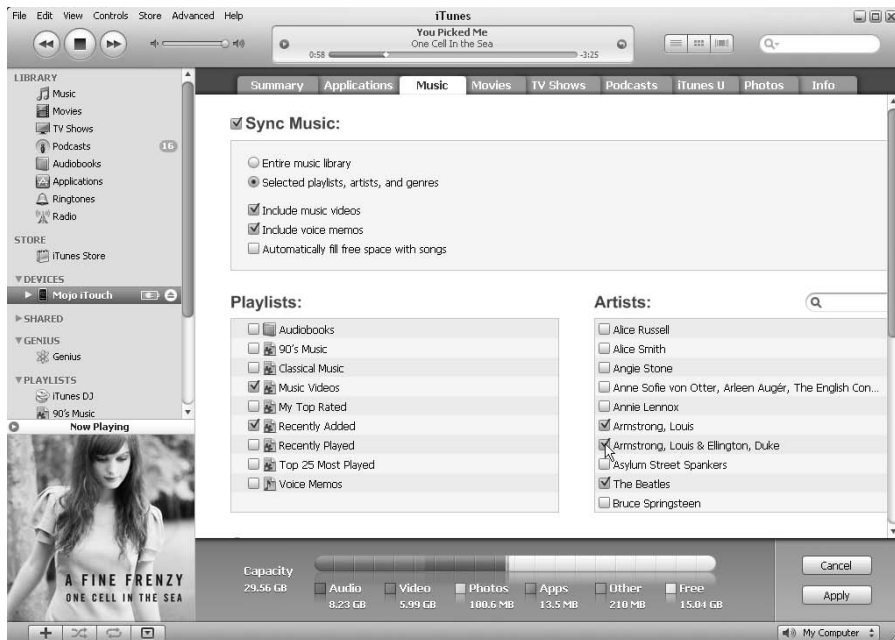 File Edit View Controls Store Advanced Help
iTunes
You Picked Me
One Cell In the Sea
0:58
-3:25
LIBRARY
Music
Movies
TV Shows
Podcasts 16
Audiobooks
Applications
Ringtones
Radio
STORE
iTunes Store
DEVICES
Mojo iTouch
SHARED
GENIUS
Genius
PLAYLISTS
iTunes DJ
90's Music
Now Playing
A FINE FRENZY
ONE CELL IN THE SEA
Summary Applications Music Movies TV Shows Podcasts iTunes U Photos Info
Sync Music:
Entire music library
Selected playlists, artists, and genres
Include music videos
Include voice memos
Automatically fill free space with songs
Playlists:
Audiobooks
90's Music
Classical Music
Music Videos
My Top Rated
Recently Added
Recently Played
Top 25 Most Played
Voice Memos
Artists:
Alice Russell
Alice Smith
Angie Stone
Anne Sofie von Otter, Arleen Augér, The English Con...
Annie Lennox
Armstrong, Louis
Armstrong, Louis & Ellington, Duke
Asylum Street Spankers
The Beatles
Bruce Springsteen
Capacity
29.56 GB
Audio Video Photos Apps Other Free
8.23 GB 5.99 GB 100.6 MB 13.5 MB 210 MB 15.04 GB
Cancel
Apply
My Computer